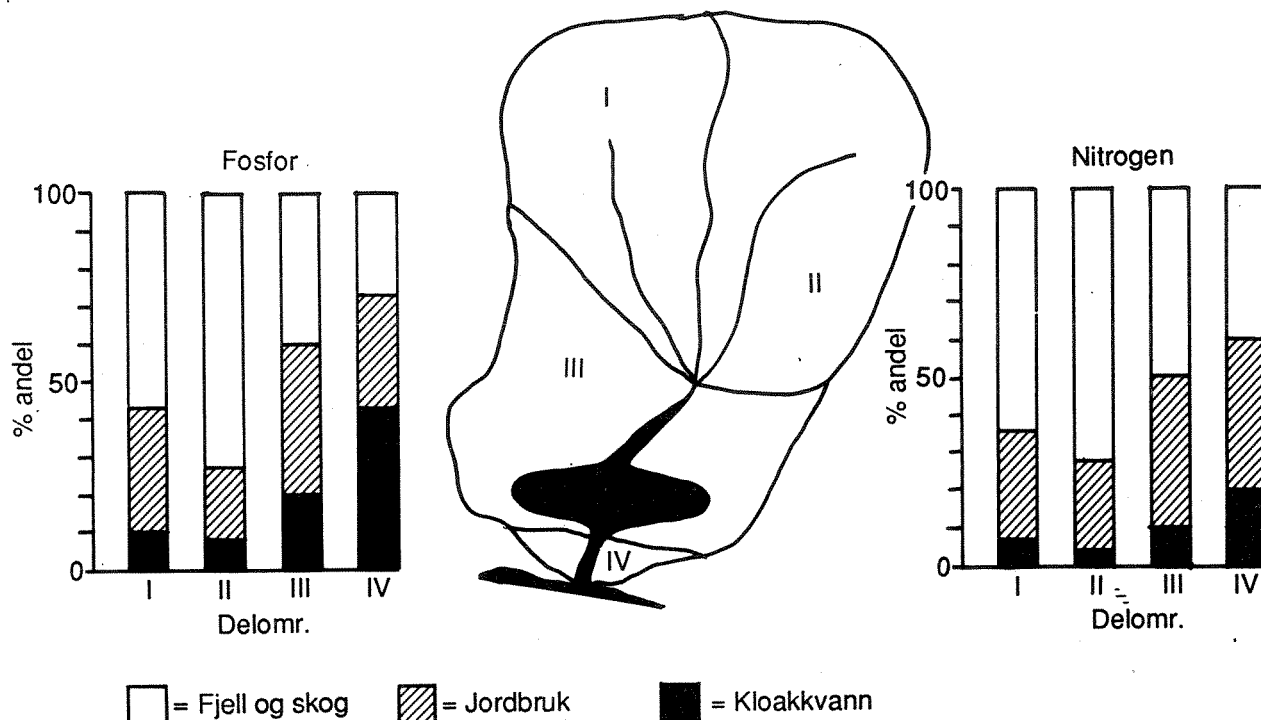 Fosfor
100
50
0
% andel
I II III IV
Delomr.
I
II
III
IV
Nitrogen
100
50
0
% andel
I II III IV
Delomr.
= Fjell og skog = Jordbruk = Kloakkvann